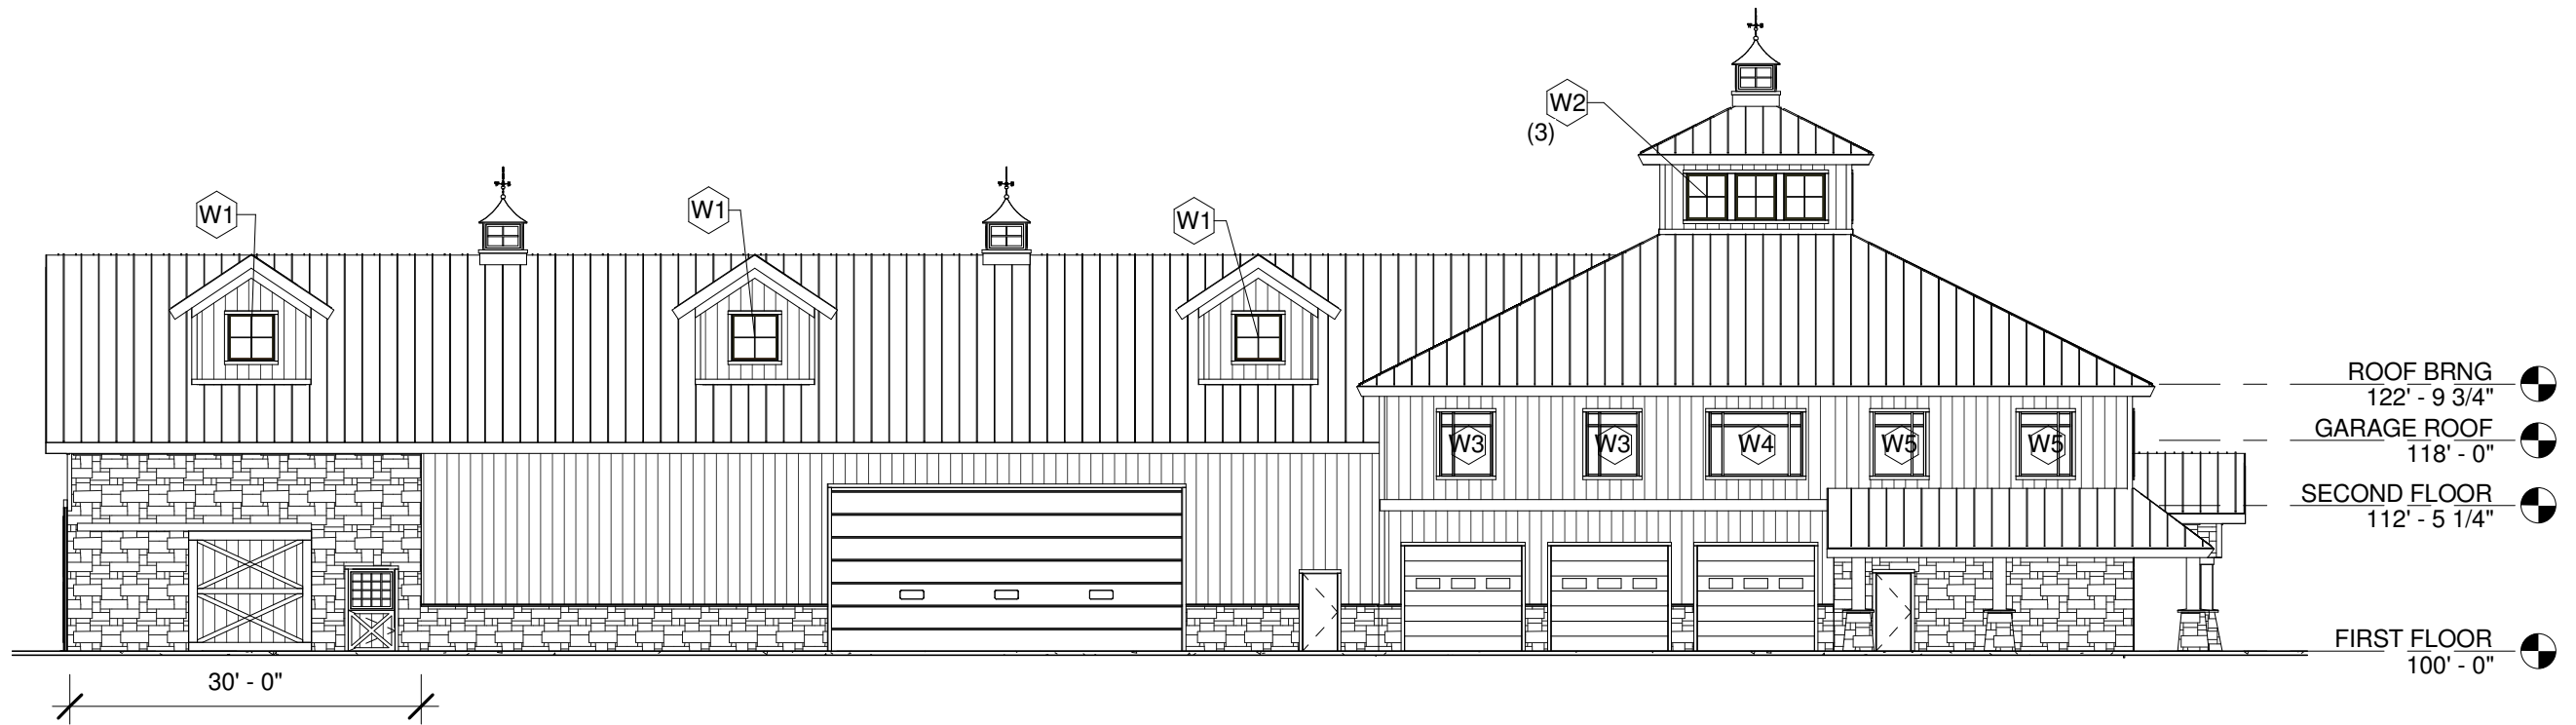 W2
(3)
W1
W1
W1
ROOF BRNG
122' - 9 3/4"
GARAGE ROOF
118' - 0"
W3
W3
W4
W5
W5
SECOND FLOOR
112' - 5 1/4"
FIRST FLOOR
100' - 0"
30' - 0"